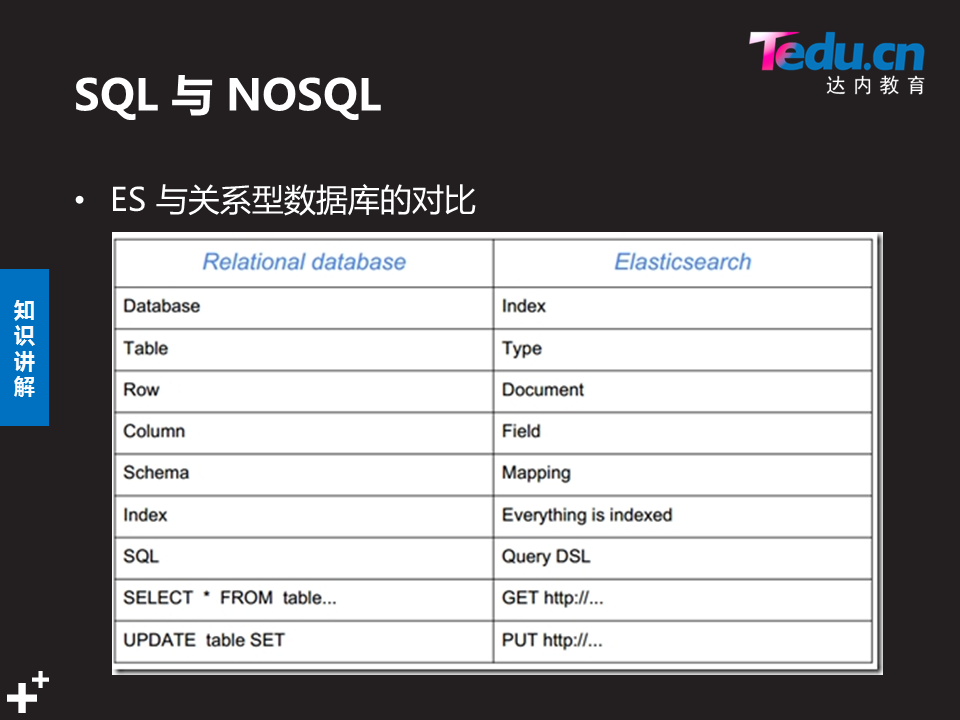 Tedu.cn
达内教育
SQL 与 NOSQL
• ES 与关系型数据库的对比
知识讲解
Relational database Elasticsearch
Database Index
Table Type
Row Document
Column Field
Schema Mapping
Index Everything is indexed
SQL Query DSL
SELECT * FROM table... GET http://...
UPDATE table SET PUT http://...